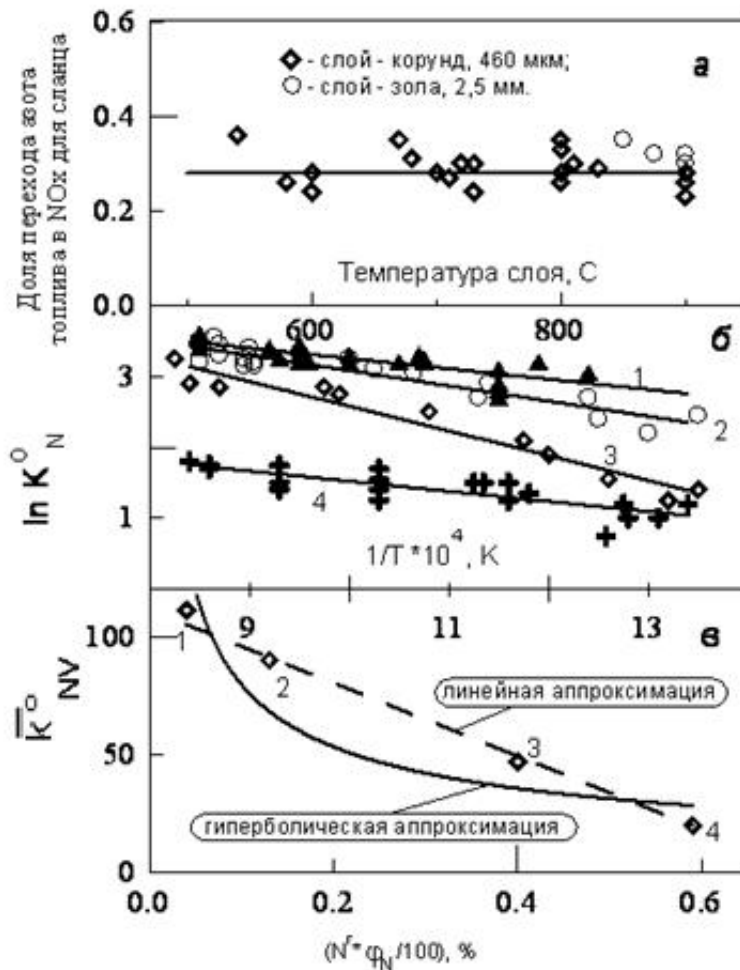 0.6
◇ - слой - корунд, 460 мкм;
○ - слой - зола, 2,5 мм.
а
Доля перехода азота
топлива в NOx для сланца
0.4
0.2
0.0
Температура слоя, С
600
800
б
3
1
ln K⁰N
1
2
3
4
1/T*10⁴, K
9
11
13
в
100
50
0
k̿⁰NV
1
2
3
4
линейная аппроксимация
гиперболическая аппроксимация
0.0
0.2
0.4
0.6
(Nʳ*φN/100), %